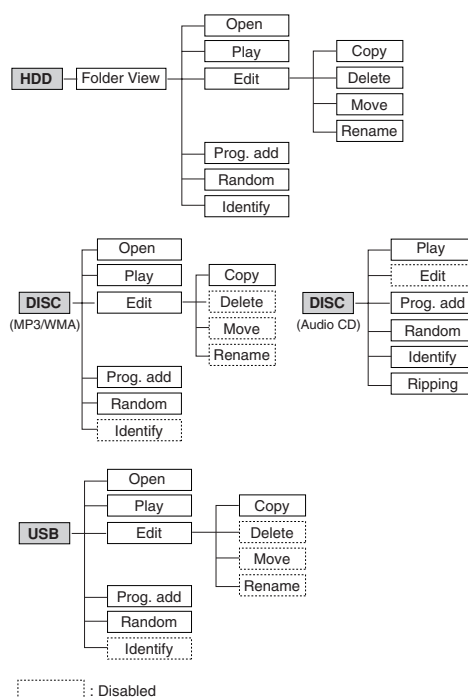 Open
Play
Copy
HDD
Folder View
Edit
Delete
Move
Rename
Prog. add
Random
Identify
Open
Play
Copy
DISC
(MP3/WMA)
Edit
Delete
Move
Rename
Prog. add
Random
Identify
Play
Edit
DISC
(Audio CD)
Prog. add
Random
Identify
Ripping
Open
Play
Copy
USB
Edit
Delete
Move
Rename
Prog. add
Random
Identify
: Disabled